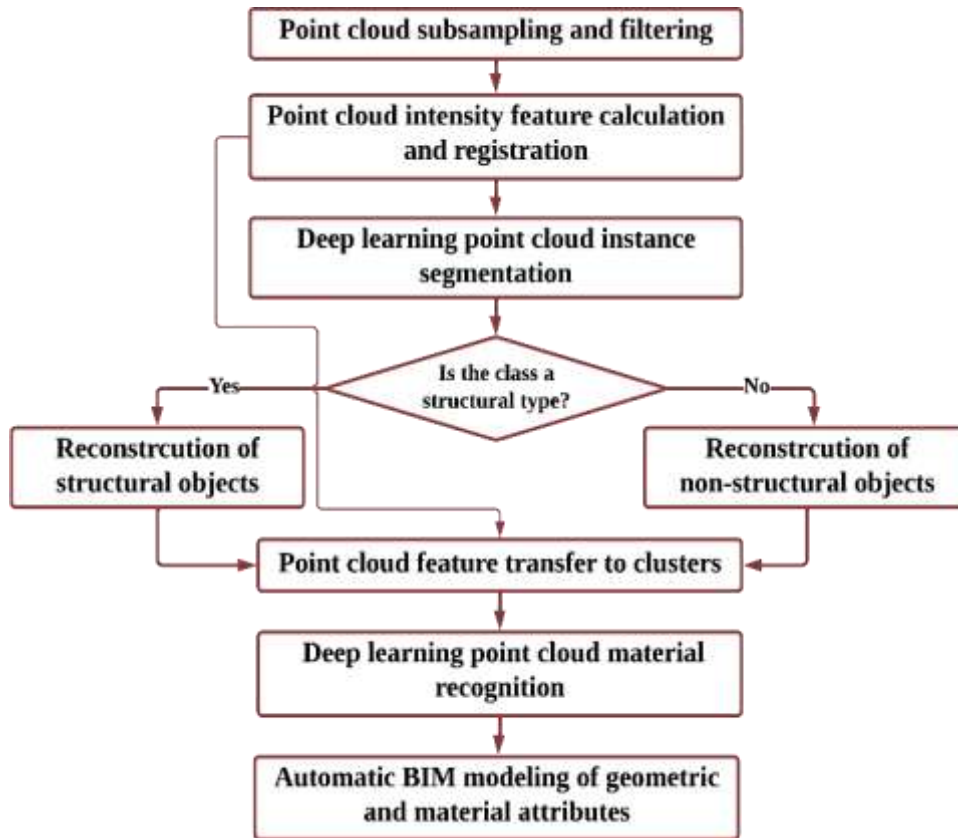 Point cloud subsampling and filtering
Point cloud intensity feature calculation
and registration
Deep learning point cloud instance
segmentation
Is the class a
structural type?
Yes
No
Reconstrcution of
structural objects
Reconstrcution of
non-structural objects
Point cloud feature transfer to clusters
Deep learning point cloud material
recognition
Automatic BIM modeling of geometric
and material attributes